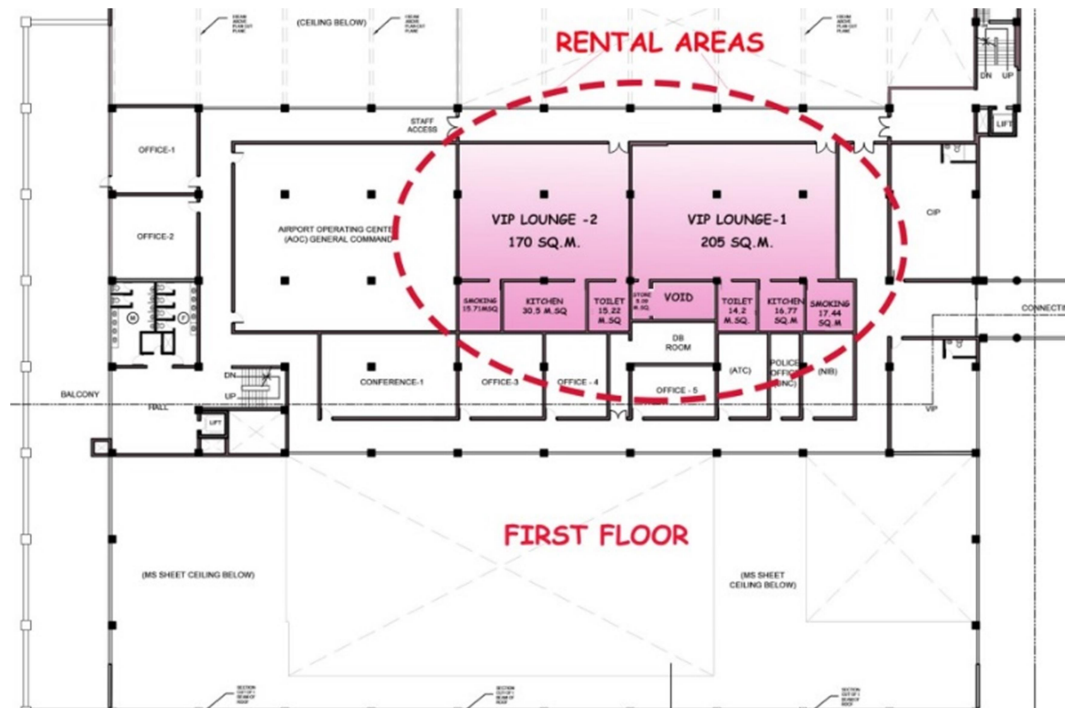 (CEILING BELOW)
RENTAL AREAS
DN
UP
LIFT
STAFF
ACCESS
OFFICE-1
OFFICE-2
AIRPORT OPERATING CENTE
(AOC) GENERAL COMMAND
VIP LOUNGE -2
170 SQ.M.
VIP LOUNGE-1
205 SQ.M.
CIP
SMOKING
15.71MSQ
KITCHEN
30,5 M.SQ
TOILET
15.22
M.SQ
STORE
M.SQ.
VOID
TOILET
14.2
M.SQ.
KITCHEN
16,77
SQ.M
SMOKING
17.44
SQ.M
CONNECTI
M
F
DB
ROOM
DN
UP
CONFERENCE-1
OFFICE-3
OFFICE - 4
OFFICE - 5
(ATC)
POLICE
OFFICE
(NIB)
VIP
BALCONY
HALL
LIFT
FIRST FLOOR
(MS SHEET CEILING BELOW)
(MS SHEET
CEILING BELOW)